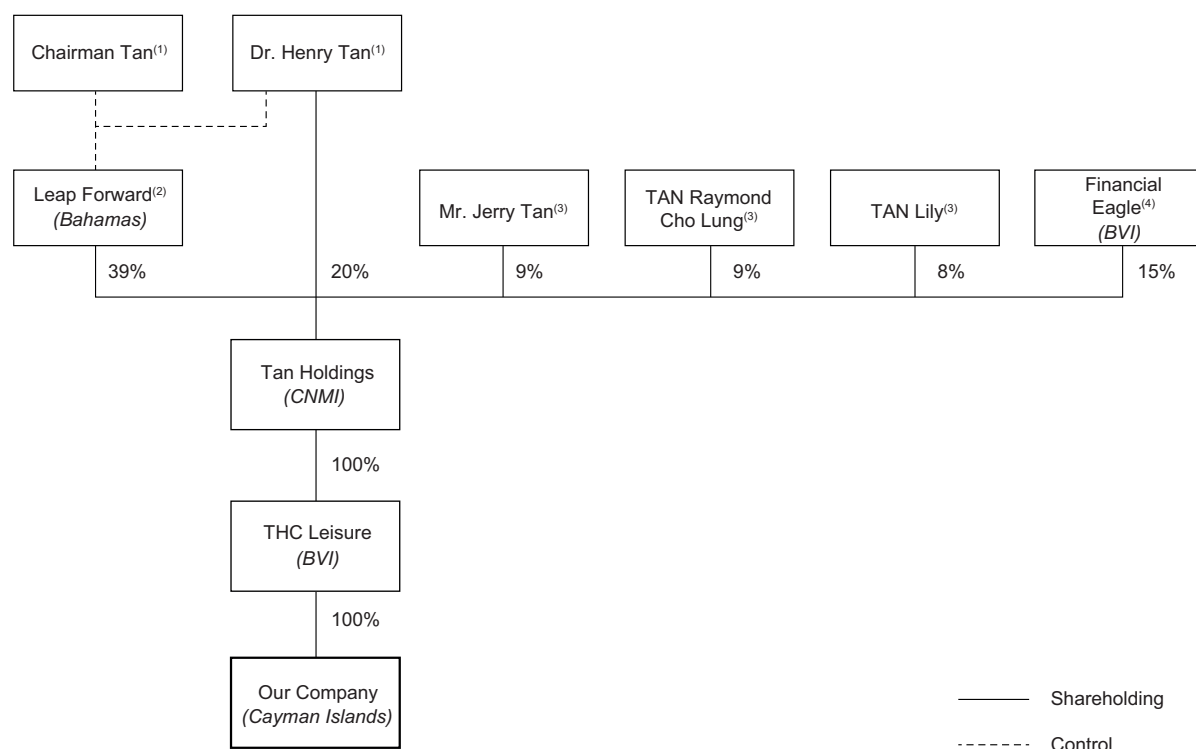 Chairman Tan(1)
Dr. Henry Tan(1)
Leap Forward(2)
(Bahamas)
Mr. Jerry Tan(3)
TAN Raymond
Cho Lung(3)
TAN Lily(3)
Financial
Eagle(4)
(BVI)
39%
20%
9%
9%
8%
15%
Tan Holdings
(CNMI)
100%
THC Leisure
(BVI)
100%
Our Company
(Cayman Islands)
Shareholding
Control